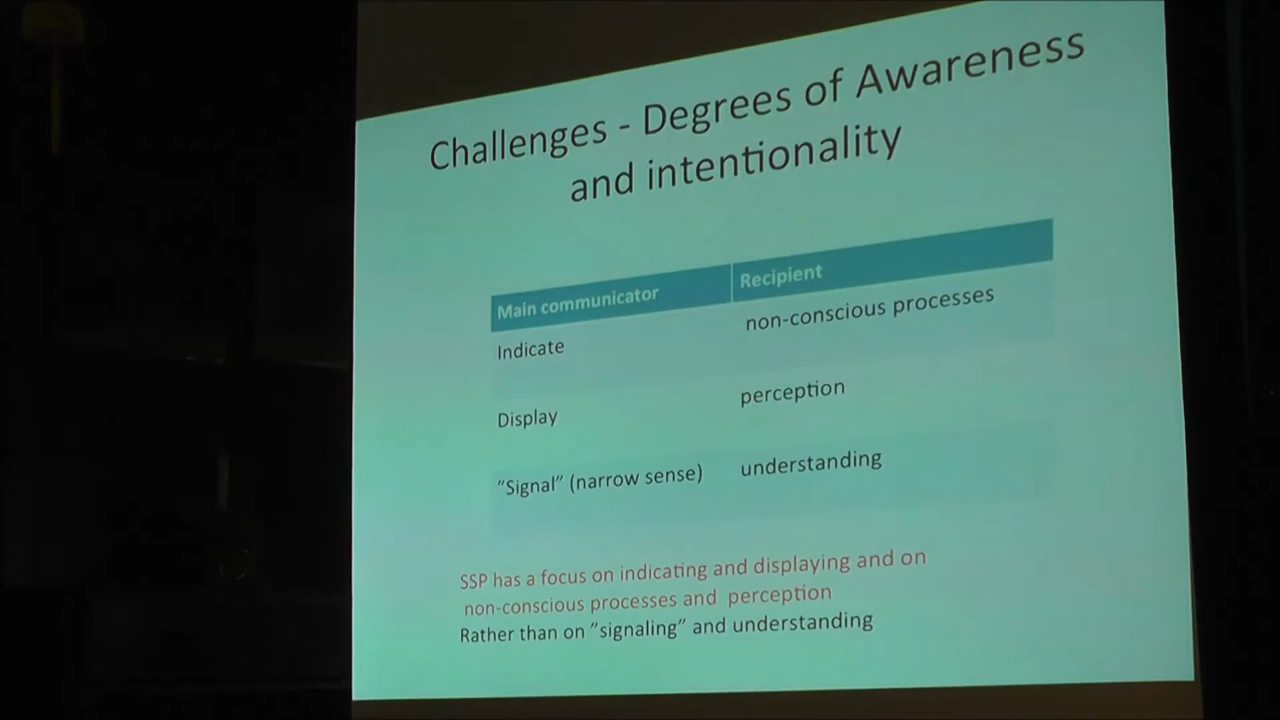 Challenges - Degrees of Awareness
and intentionality
Main communicator Recipient
Indicate non-conscious processes
Display perception
”Signal” (narrow sense) understanding
SSP has a focus on indicating and displaying and on
non-conscious processes and perception
Rather than on ”signaling” and understanding